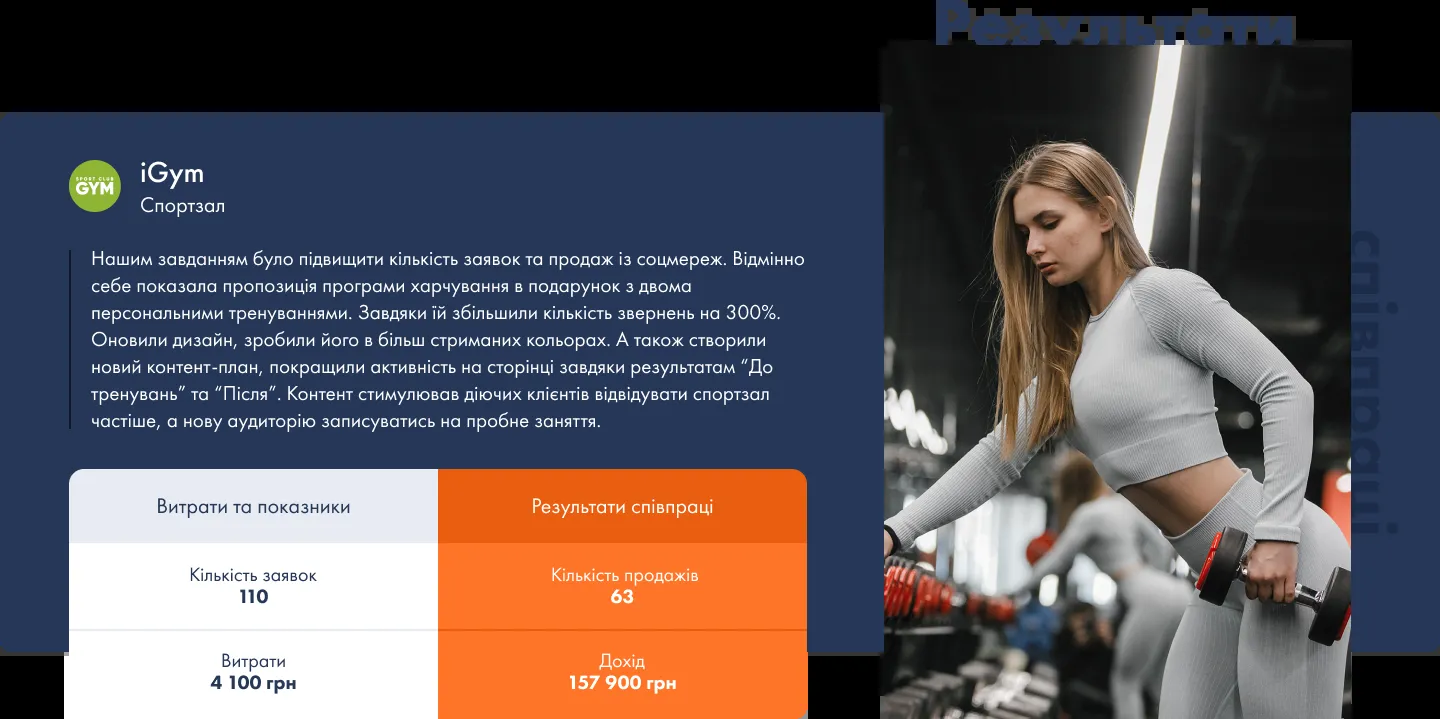 Результати
SPORT CLUB
GYM
iGym
Спортзал
Нашим завданням було підвищити кількість заявок та продаж із соцмереж. Відмінно
себе показала пропозиція програми харчування в подарунок з двома
персональними тренуваннями. Завдяки їй збільшили кількість звернень на 300%.
Оновили дизайн, зробили його в більш стриманих кольорах. А також створили
новий контент-план, покращили активність на сторінці завдяки результатам “До
тренувань” та “Після”. Контент стимулював діючих клієнтів відвідувати спортзал
частіше, а нову аудиторію записуватись на пробне заняття.
Витрати та показники
Результати співпраці
Кількість заявок
110
Кількість продажів
63
Витрати
4 100 грн
Дохід
157 900 грн
співпраці